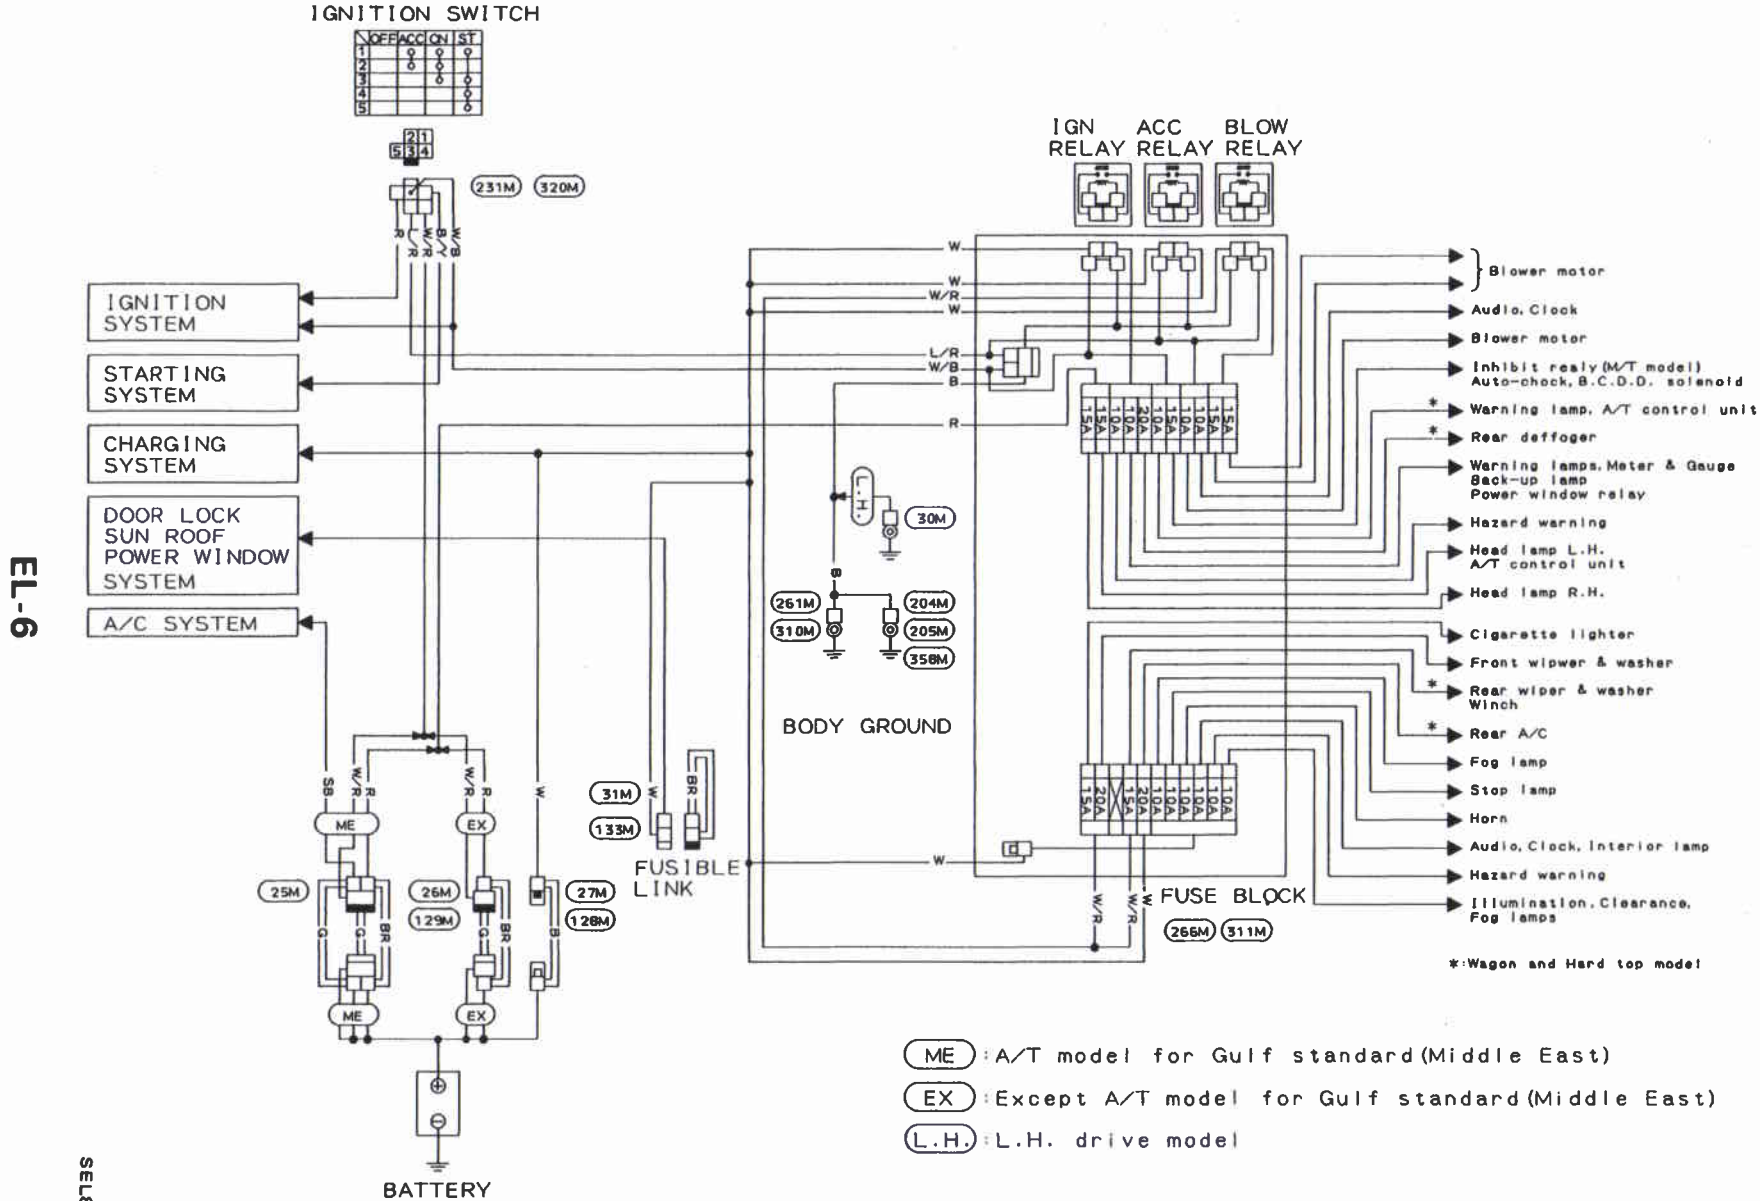 IGNITION SWITCH
OFF ACC ON ST
1
2
3
4
5
2 1
5 3 4
231M 320M
R L/R W/R B/Y W/B
IGNITION
SYSTEM
STARTING
SYSTEM
CHARGING
SYSTEM
DOOR LOCK
SUN ROOF
POWER WINDOW
SYSTEM
A/C SYSTEM
EL-6
IGN
RELAY
ACC
RELAY
BLOW
RELAY
W
W
W/R
W
L/R
W/B
B
R
15A 15A 10A 10A 20A 10A 15A 10A 10A 15A 15A
L.H.
30M
B
261M
310M
204M
205M
358M
BODY GROUND
Blower motor
Audio, Clock
Blower motor
Inhibit realy(M/T model)
Auto-chock, B.C.D.D. solenoid
* Warning lamp, A/T control unit
* Rear deffoger
Warning lamps, Meter & Gauge
Back-up lamp
Power window relay
Hazard warning
Head lamp L.H.
A/T control unit
Head lamp R.H.
Cigarette lighter
Front wipwer & washer
* Rear wiper & washer
Winch
* Rear A/C
Fog lamp
Stop lamp
Horn
Audio, Clock, Interior lamp
Hazard warning
Illumination, Clearance,
Fog lamps
*:Wagon and Hard top model
15A 20A 15A 20A 10A 10A 10A 10A 10A 10A
W
W/R W/R W
FUSE BLOCK
266M 311M
SB W/R R W/R R W
ME EX
25M
26M
129M
27M
128M
G G BR G BR B
ME EX
31M
133M
W BR
FUSIBLE
LINK
BATTERY
ME : A/T model for Gulf standard(Middle East)
EX : Except A/T model for Gulf standard(Middle East)
L.H. : L.H. drive model